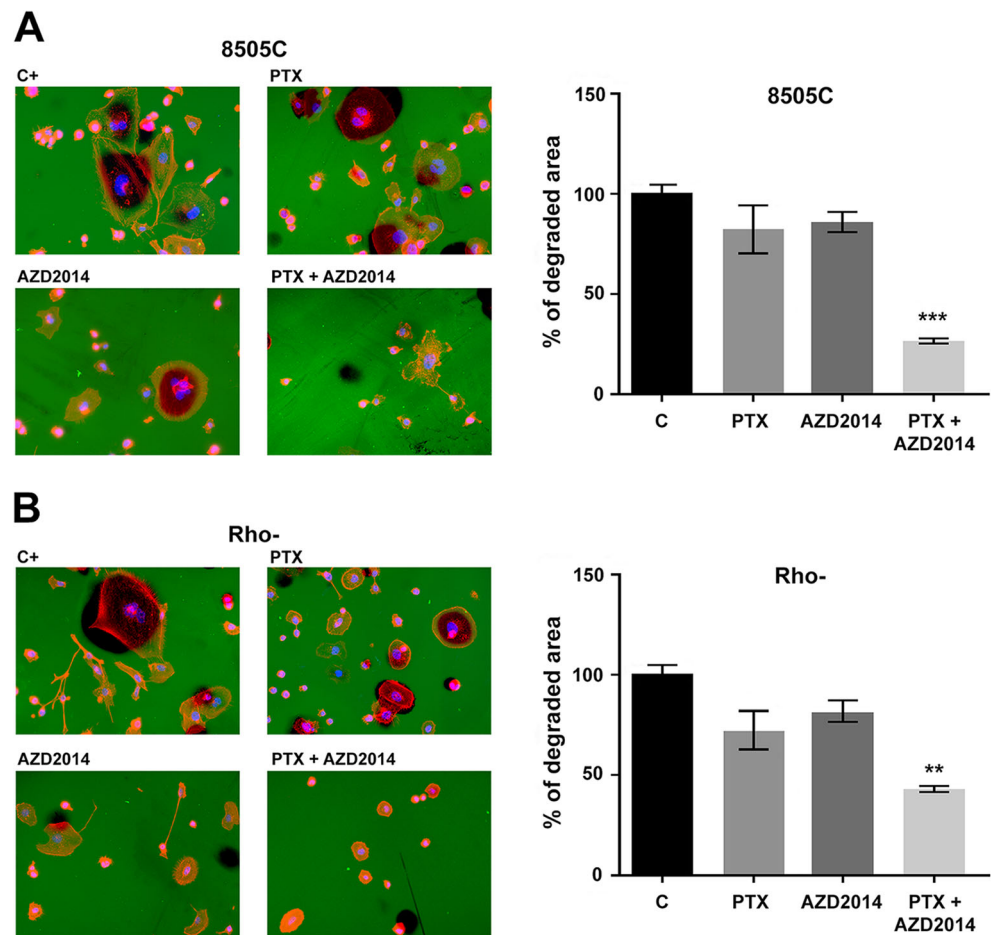 A
8505C
C+
PTX
AZD2014
PTX + AZD2014
8505C
% of degraded area
150
100
50
0
***
C
PTX
AZD2014
PTX +
AZD2014
B
Rho-
C+
PTX
AZD2014
PTX + AZD2014
Rho-
% of degraded area
150
100
50
0
**
C
PTX
AZD2014
PTX +
AZD2014